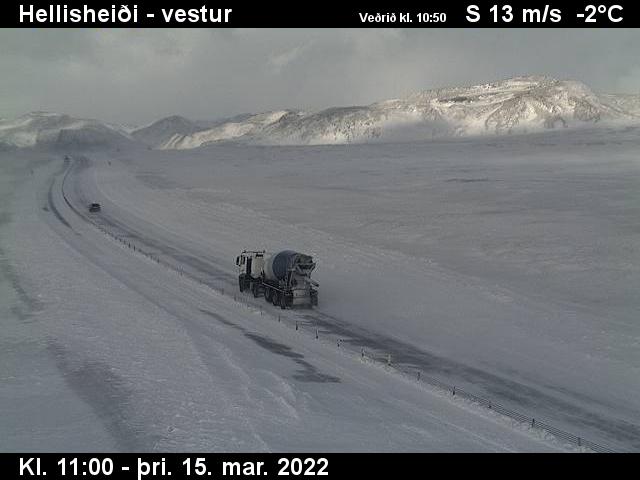 Hellisheiði - vestur Veðrið kl. 10:50 S 13 m/s -2°C
Kl. 11:00 - þri. 15. mar. 2022